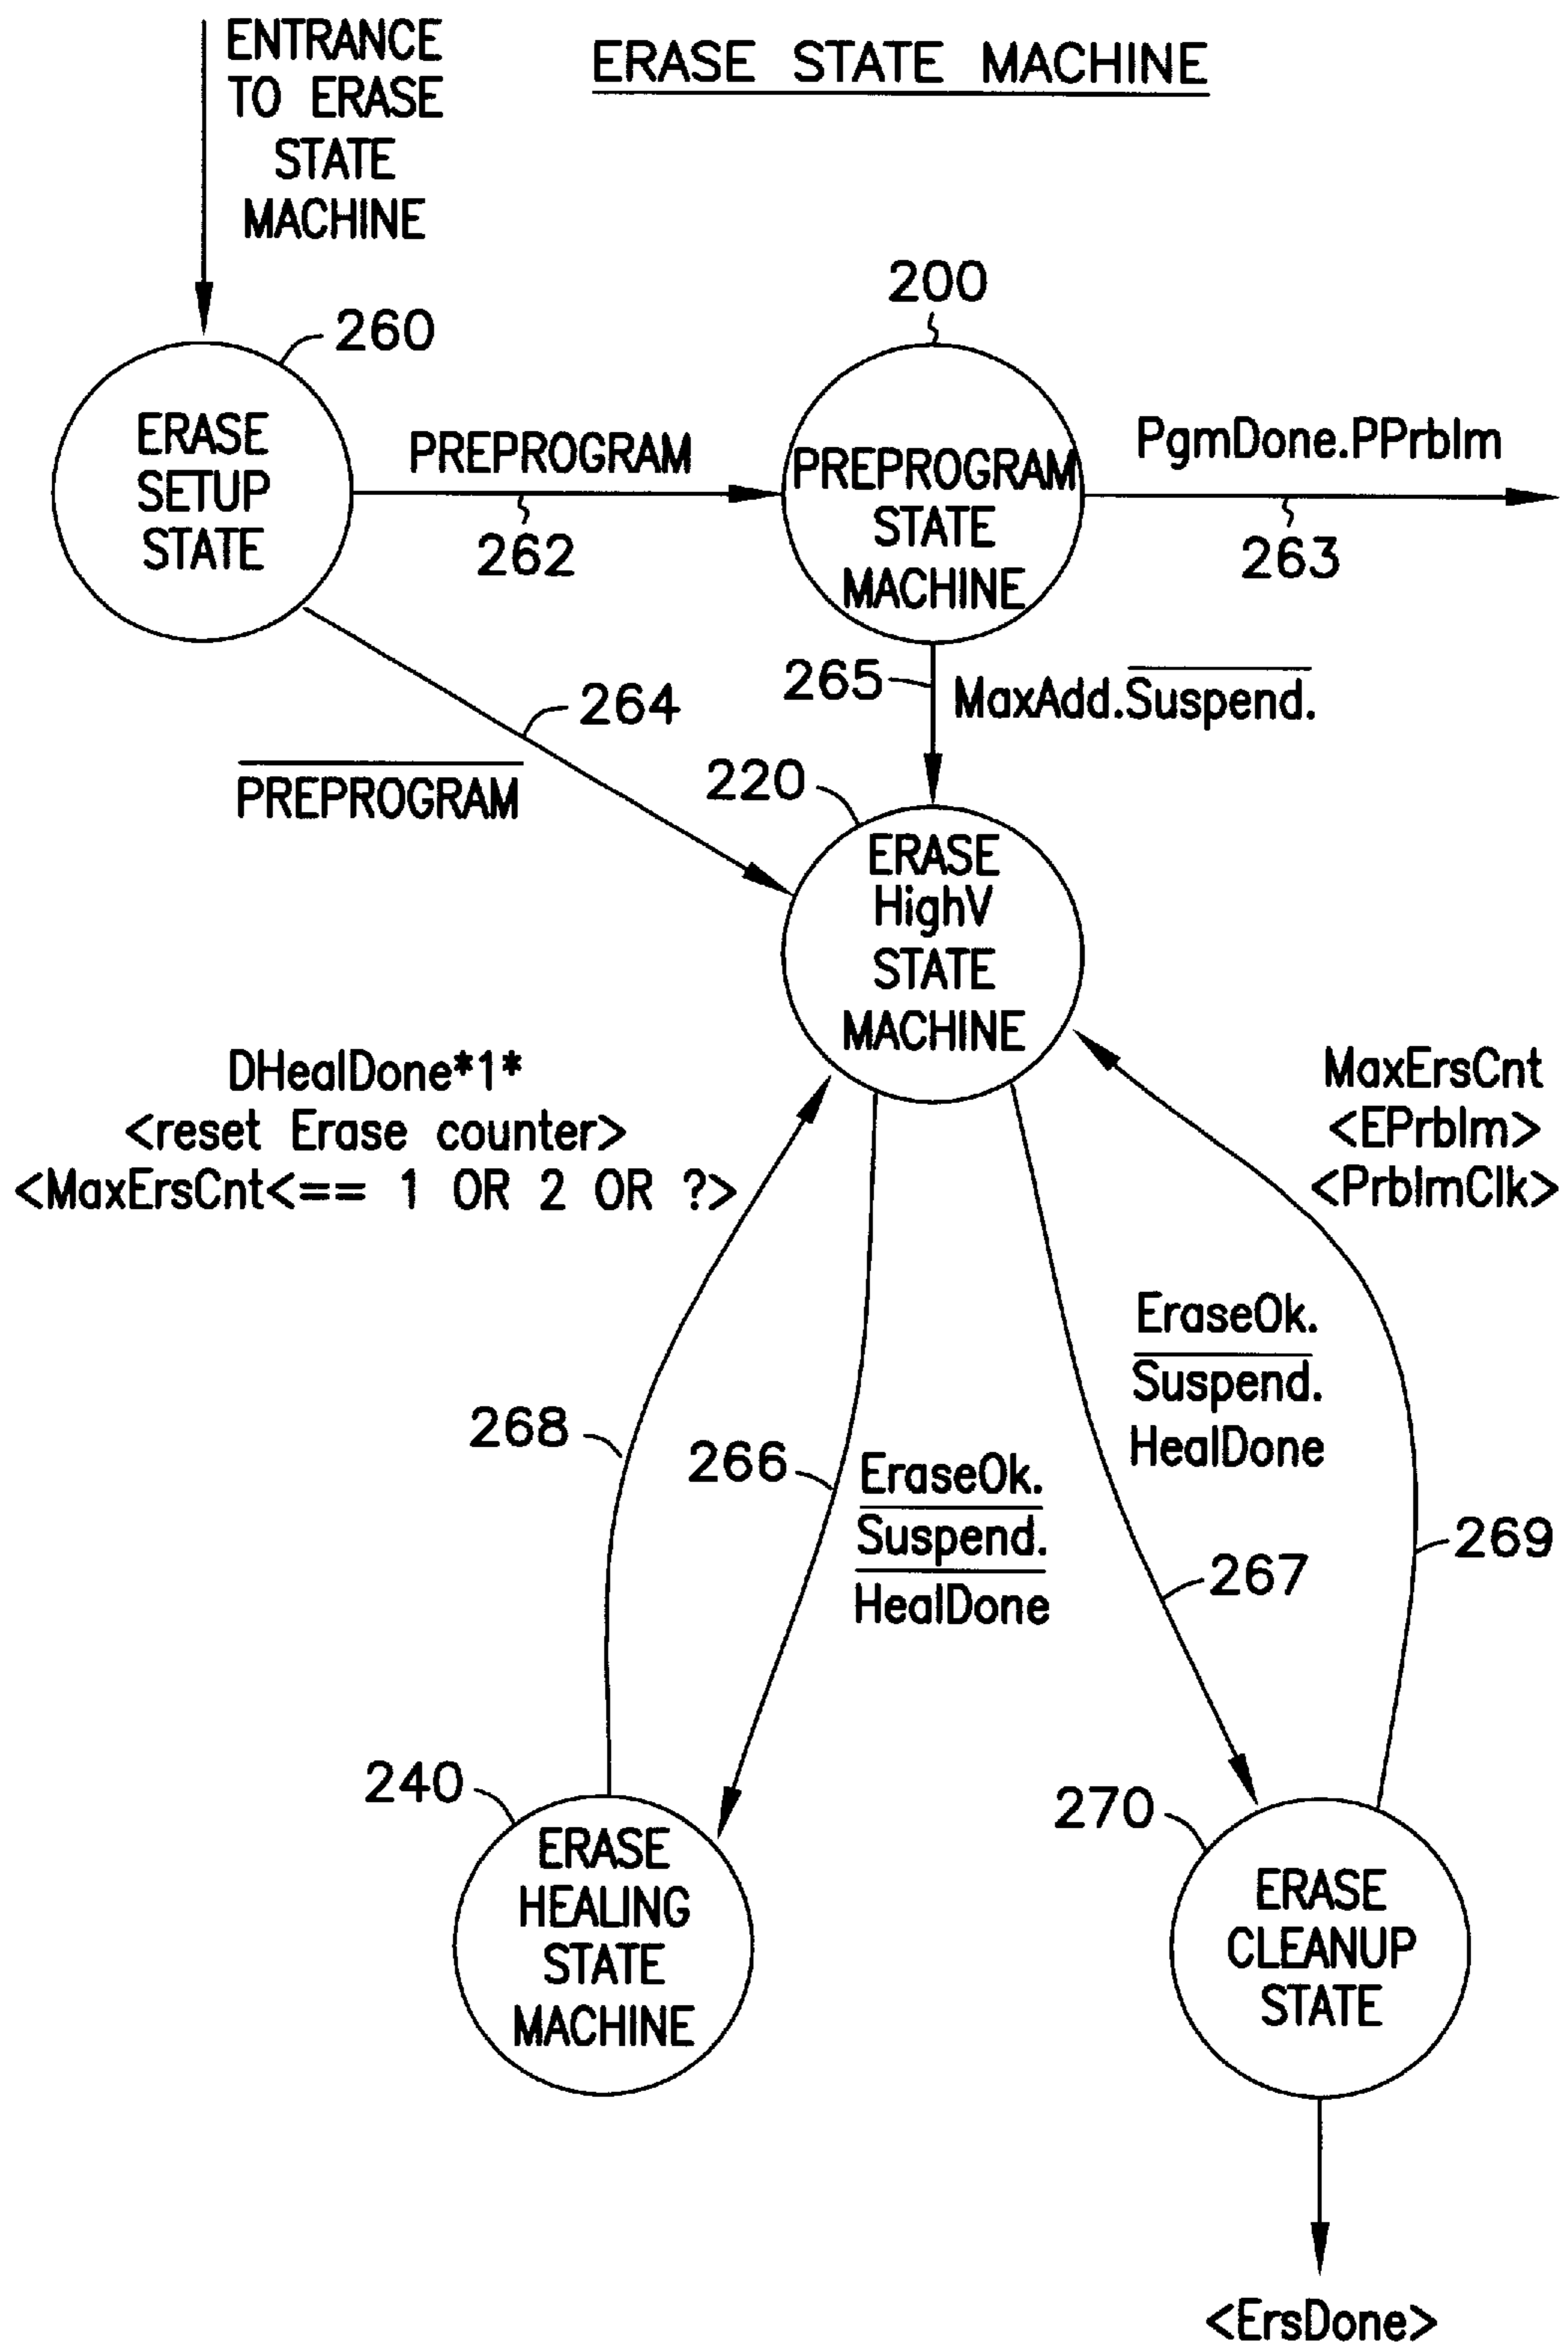 ENTRANCE
TO ERASE
STATE
MACHINE
ERASE STATE MACHINE
260
200
ERASE
SETUP
STATE
PREPROGRAM
262
PREPROGRAM
STATE
MACHINE
PgmDone.PPrblm
263
265
MaxAdd.Suspend.
264
PREPROGRAM
220
ERASE
HighV
STATE
MACHINE
DHealDone*1*
<reset Erase counter>
<MaxErsCnt<== 1 OR 2 OR ?>
MaxErsCnt
<EPrblm>
<PrblmClk>
EraseOk.
Suspend.
HealDone
268
266
EraseOk.
Suspend.
HealDone
267
269
240
ERASE
HEALING
STATE
MACHINE
270
ERASE
CLEANUP
STATE
<ErsDone>